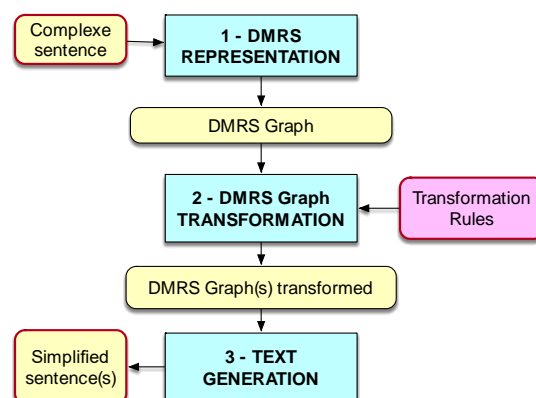 Complexe
sentence
1 - DMRS
REPRESENTATION
DMRS Graph
2 - DMRS Graph
TRANSFORMATION
Transformation
Rules
DMRS Graph(s) transformed
Simplified
sentence(s)
3 - TEXT
GENERATION